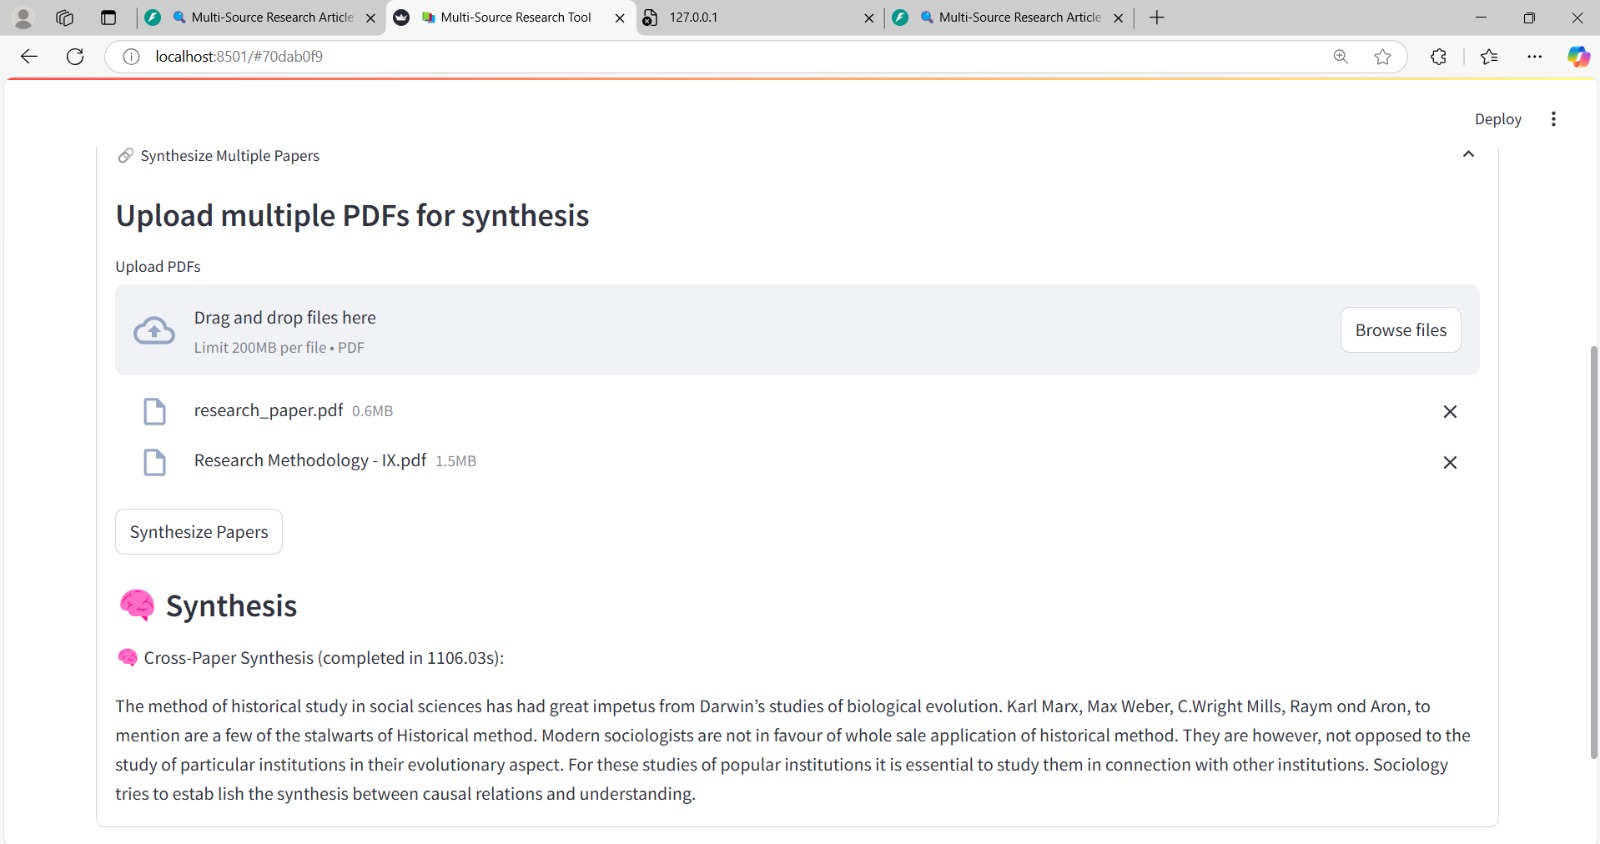 Multi-Source Research Article
Multi-Source Research Tool
127.0.0.1
Multi-Source Research Article
localhost:8501/#70dab0f9
Deploy
Synthesize Multiple Papers
Upload multiple PDFs for synthesis
Upload PDFs
Drag and drop files here
Limit 200MB per file • PDF
Browse files
research_paper.pdf 0.6MB
Research Methodology - IX.pdf 1.5MB
Synthesize Papers
Synthesis
Cross-Paper Synthesis (completed in 1106.03s):
The method of historical study in social sciences has had great impetus from Darwin’s studies of biological evolution. Karl Marx, Max Weber, C.Wright Mills, Raym ond Aron, to
mention are a few of the stalwarts of Historical method. Modern sociologists are not in favour of whole sale application of historical method. They are however, not opposed to the
study of particular institutions in their evolutionary aspect. For these studies of popular institutions it is essential to study them in connection with other institutions. Sociology
tries to estab lish the synthesis between causal relations and understanding.